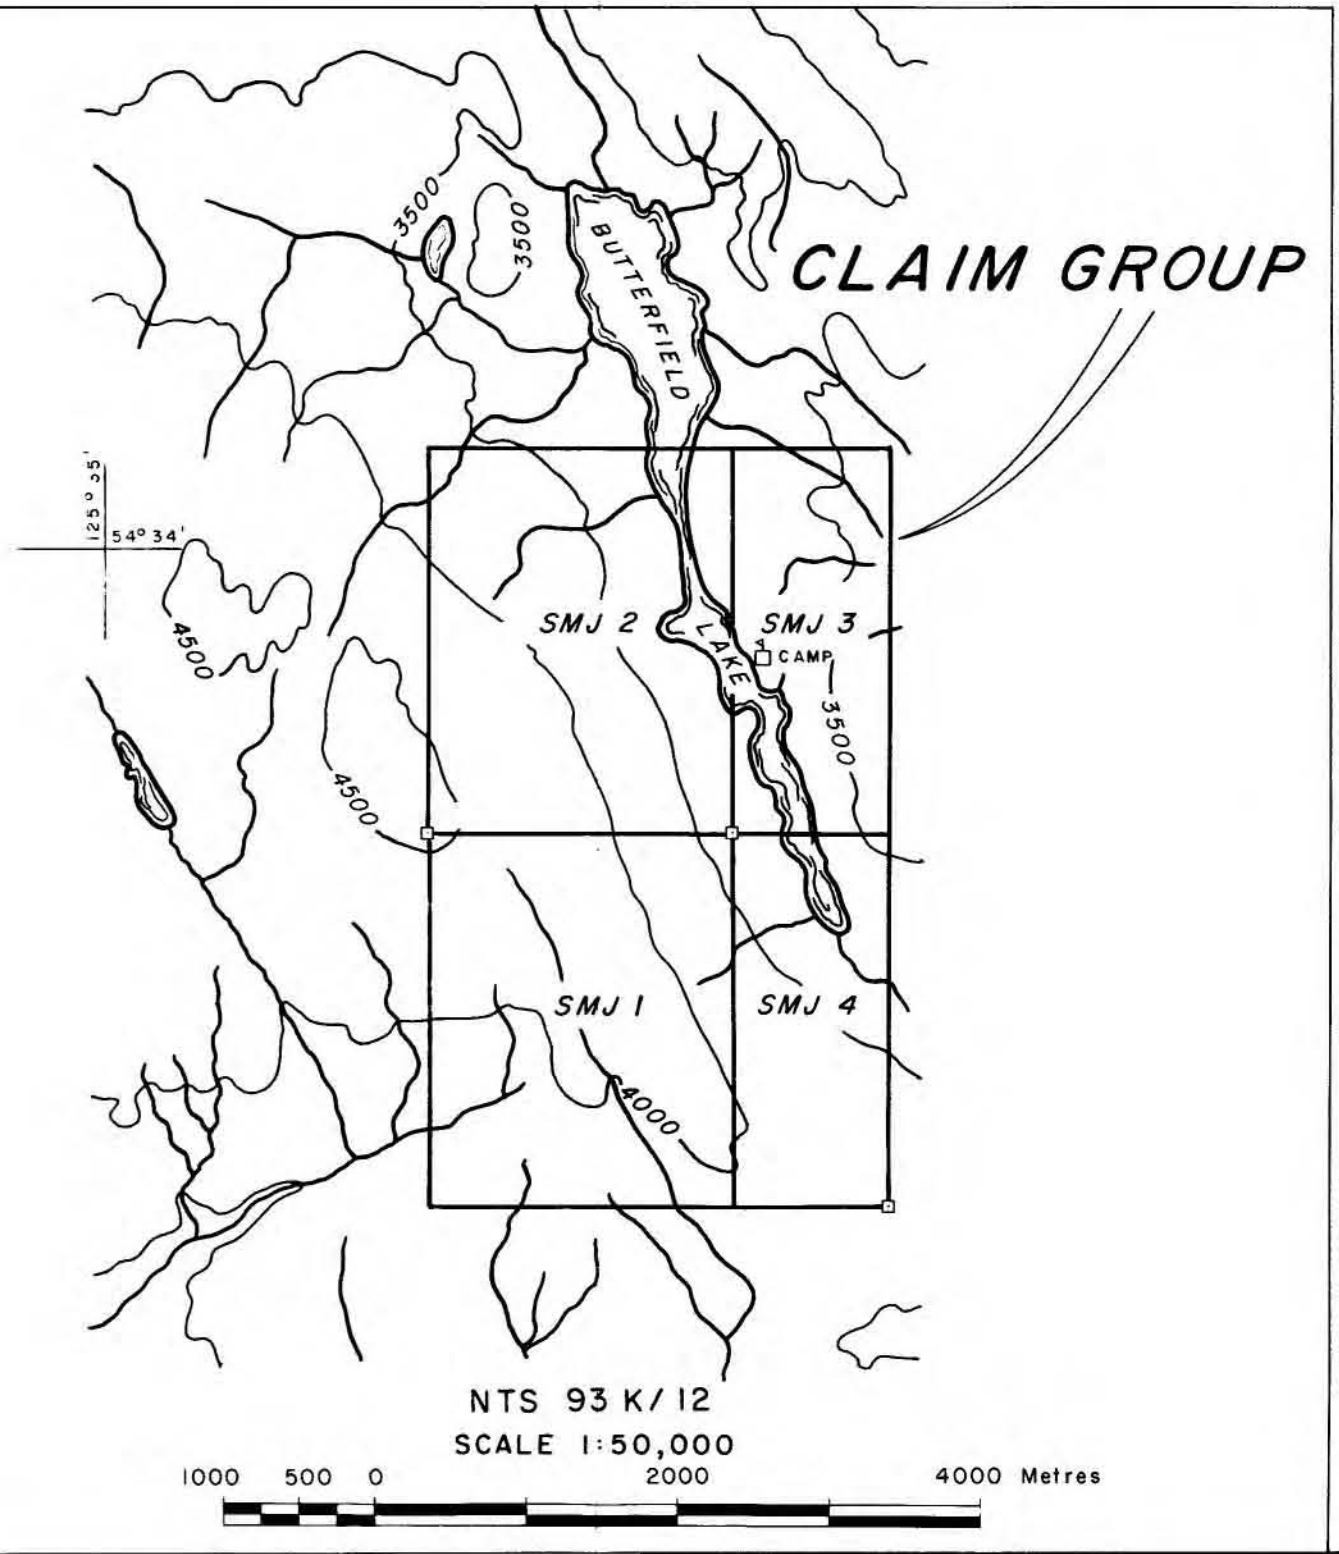 3500
3500
BUTTERFIELD
CLAIM GROUP
125° 35'
54° 34'
4500
SMJ 2
LAKE
SMJ 3
CAMP
3500
4500
SMJ 1
SMJ 4
4000
NTS 93 K/12
SCALE 1:50,000
1000 500 0 2000 4000 Metres